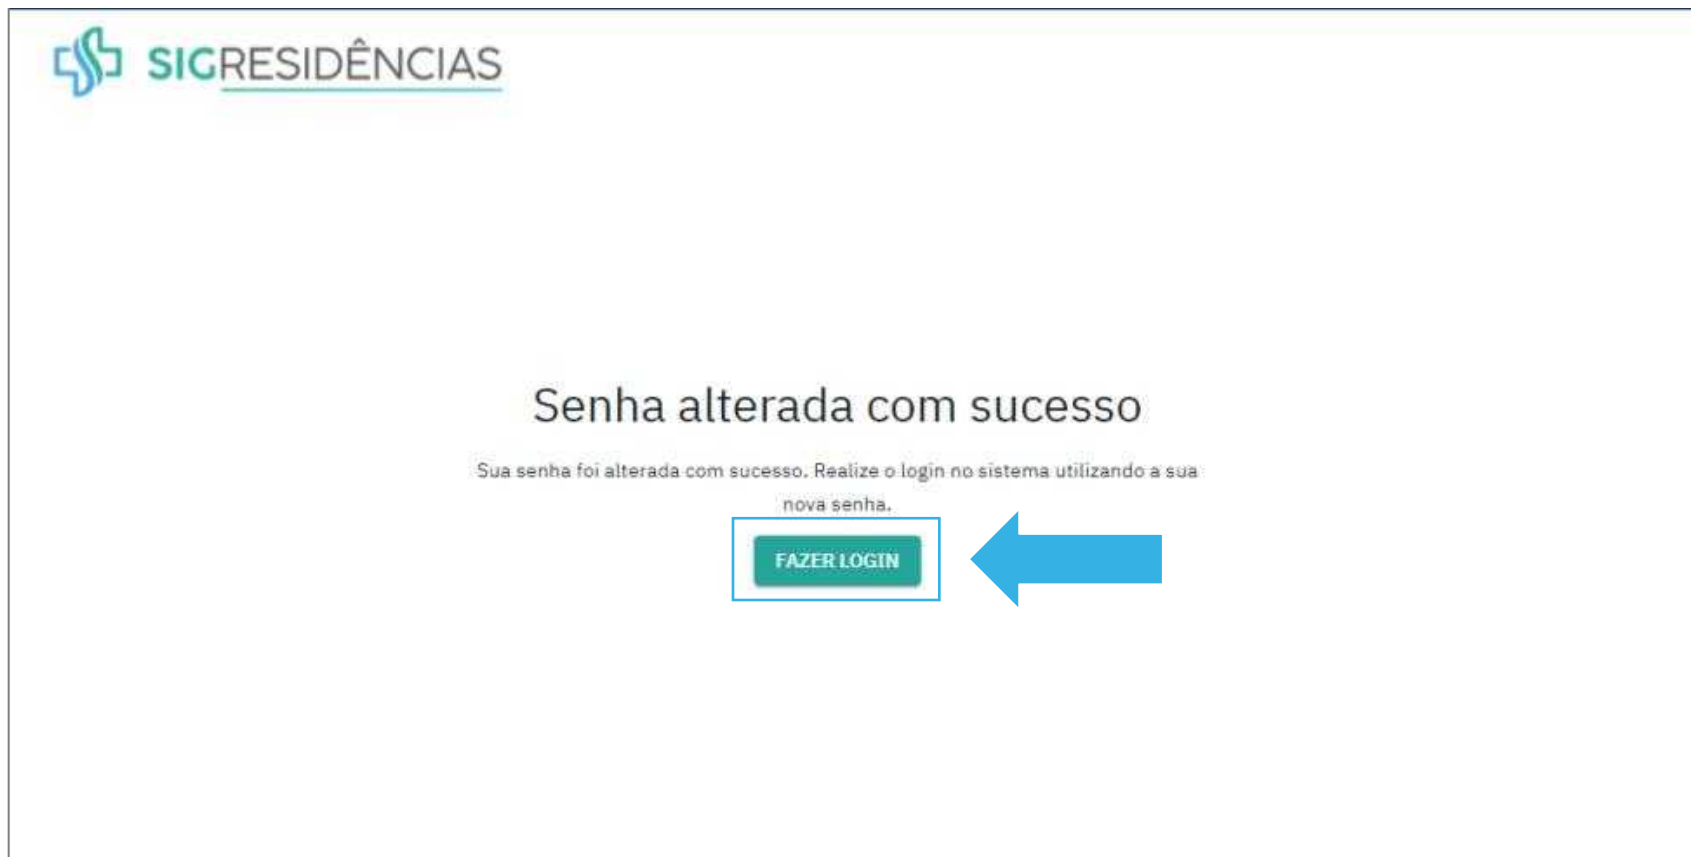 SIGRESIDÊNCIAS
Senha alterada com sucesso
Sua senha foi alterada com sucesso. Realize o login no sistema utilizando a sua
nova senha.
FAZER LOGIN